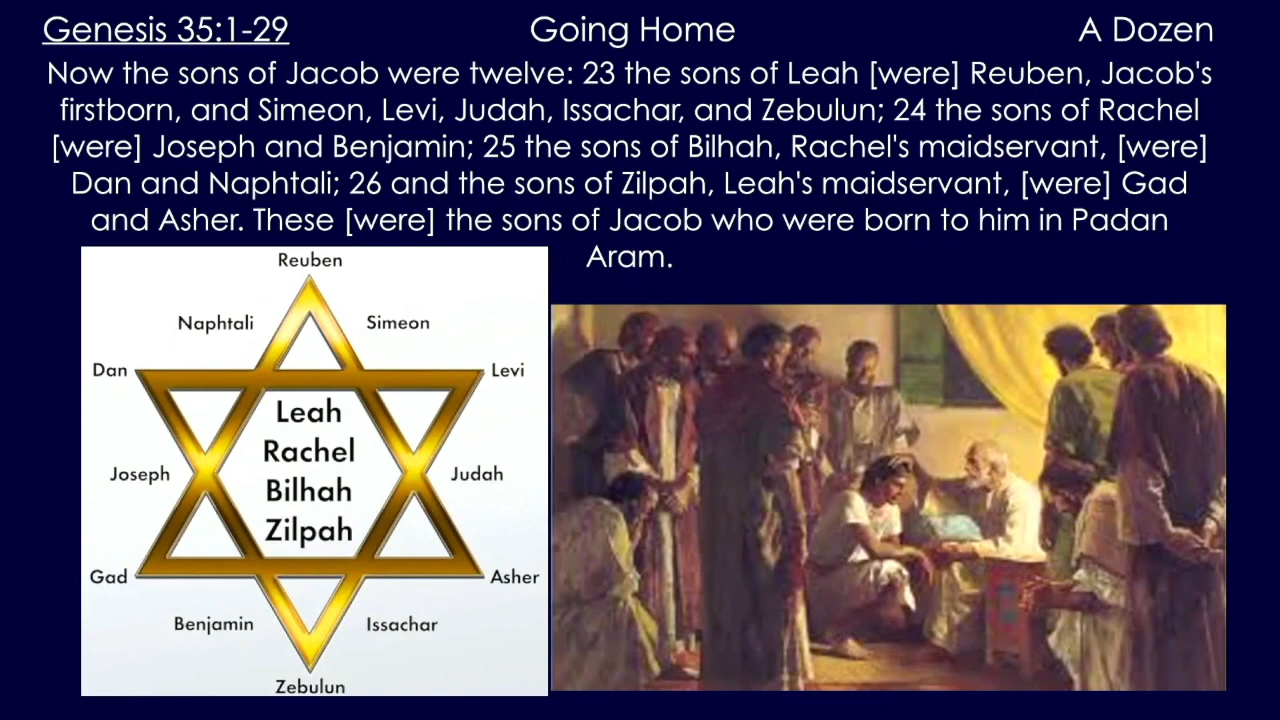 Genesis 35:1-29 Going Home A Dozen
Now the sons of Jacob were twelve: 23 the sons of Leah [were] Reuben, Jacob's
firstborn, and Simeon, Levi, Judah, Issachar, and Zebulun; 24 the sons of Rachel
[were] Joseph and Benjamin; 25 the sons of Bilhah, Rachel's maidservant, [were]
Dan and Naphtali; 26 and the sons of Zilpah, Leah's maidservant, [were] Gad
and Asher. These [were] the sons of Jacob who were born to him in Padan
Aram.
Reuben
Naphtali Simeon
Dan Levi
Leah
Rachel
Joseph Judah
Bilhah
Zilpah
Gad Asher
Benjamin Issachar
Zebulun